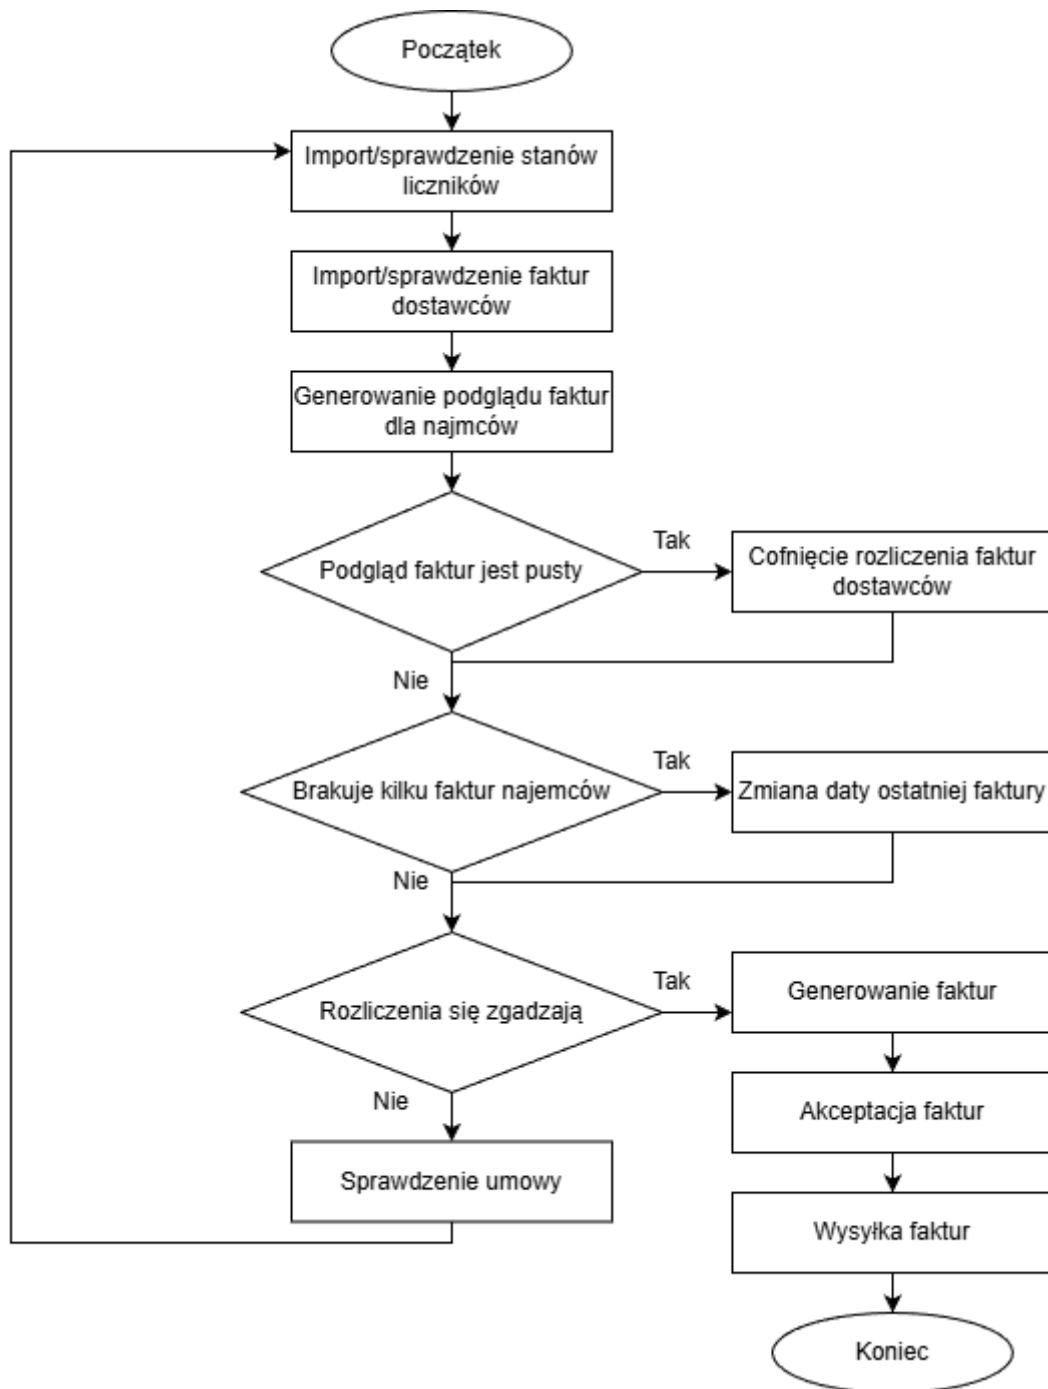 Początek
Import/sprawdzenie stanów
liczników
Import/sprawdzenie faktur
dostawców
Generowanie podglądu faktur
dla najmców
Podgląd faktur jest pusty
Tak
Cofnięcie rozliczenia faktur
dostawców
Nie
Brakuje kilku faktur najemców
Tak
Zmiana daty ostatniej faktury
Nie
Rozliczenia się zgadzają
Tak
Generowanie faktur
Nie
Akceptacja faktur
Sprawdzenie umowy
Wysyłka faktur
Koniec